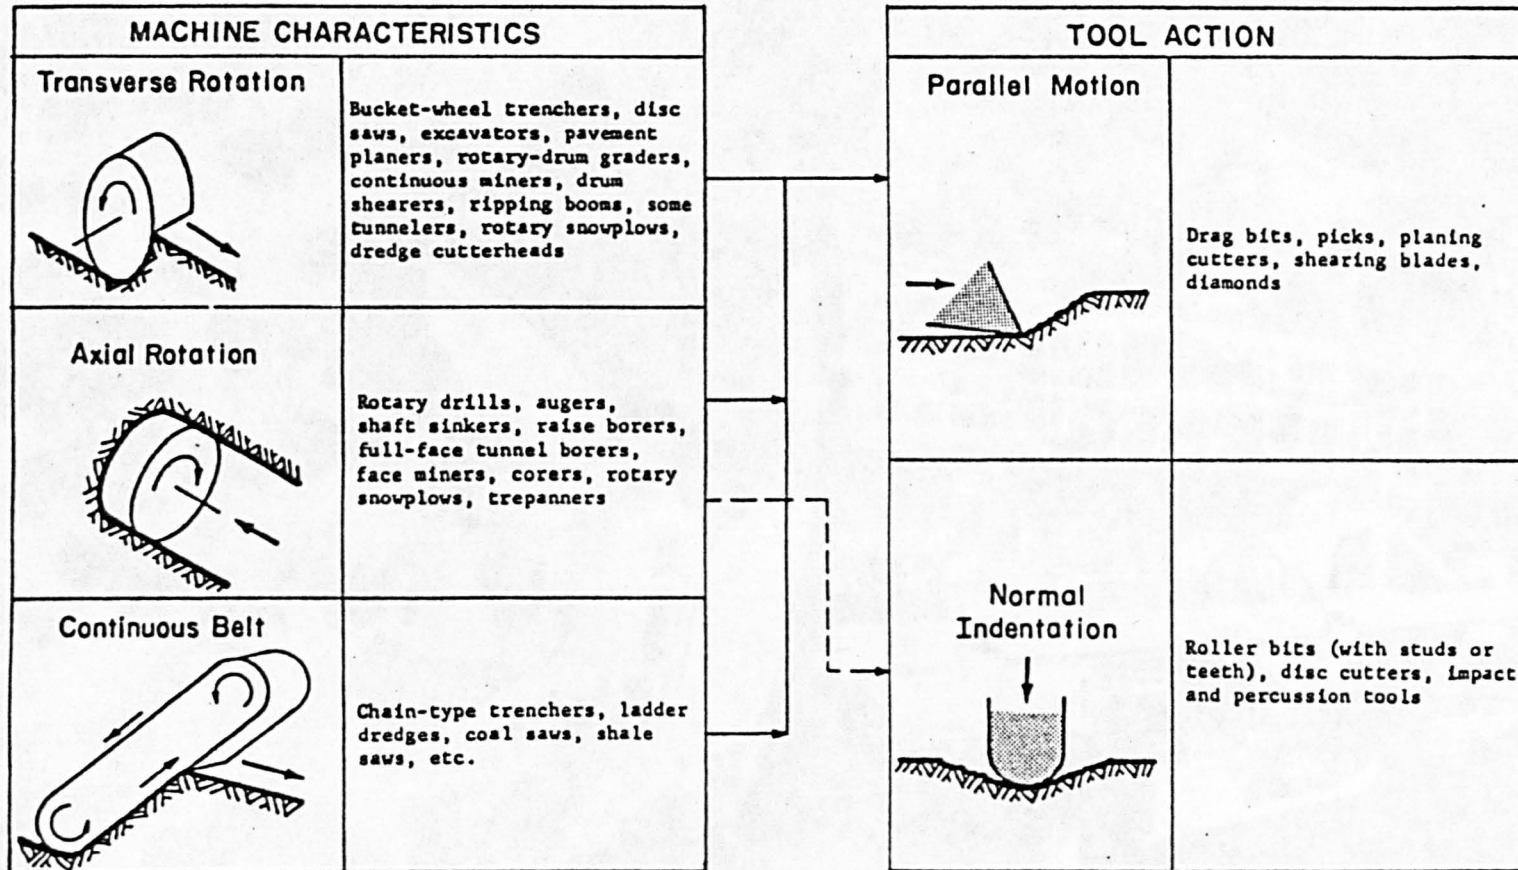 MACHINE CHARACTERISTICS
Transverse Rotation
Bucket-wheel trenchers, disc
saws, excavators, pavement
planers, rotary-drum graders,
continuous miners, drum
shearers, ripping booms, some
tunnelers, rotary snowplows,
dredge cutterheads
Axial Rotation
Rotary drills, augers,
shaft sinkers, raise borers,
full-face tunnel borers,
face miners, corers, rotary
snowplows, trepanners
Continuous Belt
Chain-type trenchers, ladder
dredges, coal saws, shale
saws, etc.
TOOL ACTION
Parallel Motion
Drag bits, picks, planing
cutters, shearing blades,
diamonds
Normal
Indentation
Roller bits (with studs or
teeth), disc cutters, impact
and percussion tools